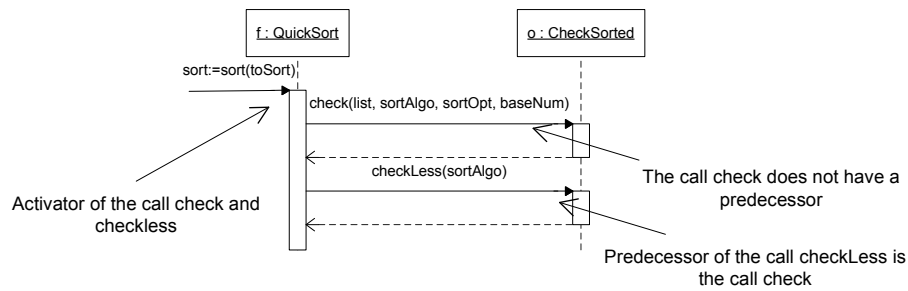 f : QuickSort
o : CheckSorted
sort:=sort(toSort)
check(list, sortAlgo, sortOpt, baseNum)
checkLess(sortAlgo)
The call check does not have a
predecessor
Activator of the call check and
checkless
Predecessor of the call checkLess is
the call check